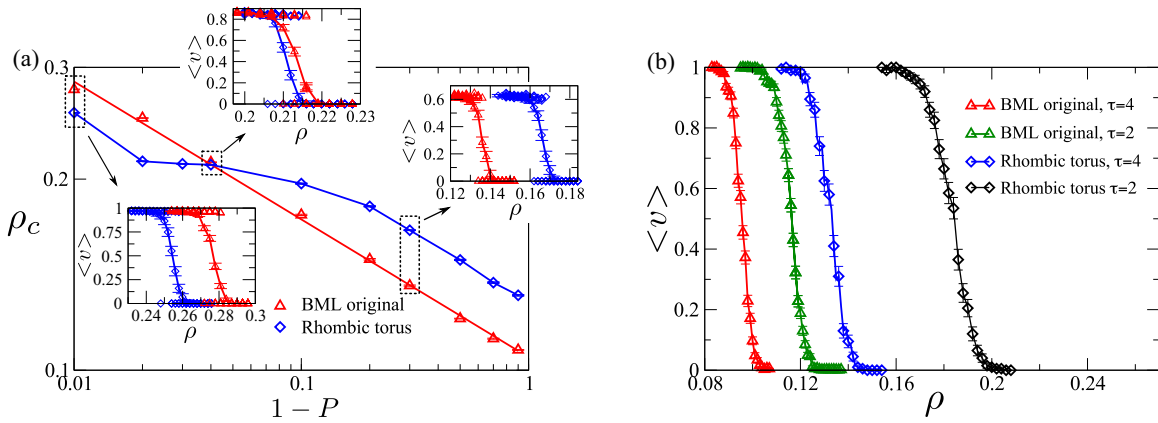 (a)
0.3
0.2
0.1
ρc
0.01
0.1
1
1 − P
0.8
0.6
0.4
0.2
0
<v>
0.2
0.21
0.22
0.23
ρ
0.6
0.4
0.2
0
<v>
0.12
0.14
0.16
0.18
ρ
1
0.75
0.5
0.25
0
<v>
0.24
0.26
0.28
0.3
ρ
BML original
Rhombic torus
(b)
1
0.8
0.6
0.4
0.2
0
<v>
0.08
0.12
0.16
0.2
0.24
ρ
BML original, τ=4
BML original, τ=2
Rhombic torus, τ=4
Rhombic torus τ=2